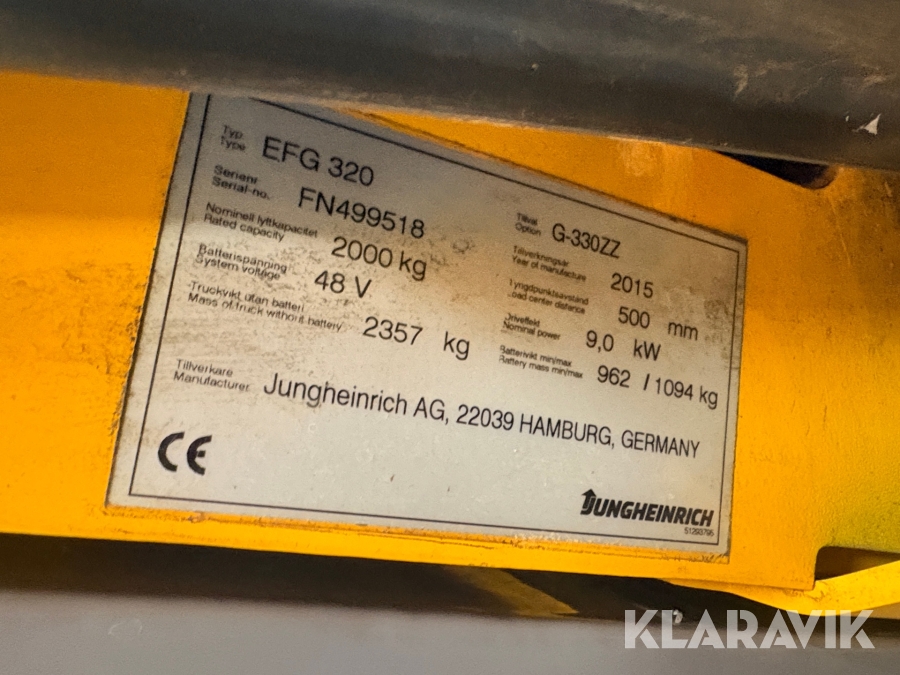 Typ
Type EFG 320
Serienr.
Serial-no. FN499518
Nominell lyftkapacitet
Rated capacity 2000 kg
Batterispänning
System voltage 48 V
Truckvikt utan batteri
Mass of truck without battery 2357 kg
Tillval
Option G-330ZZ
Tillverkningsår
Year of manufacture 2015
Tyngdpunktsavstånd
Load center distance 500 mm
Driveffekt
Nominal power 9,0 kW
Batterivikt min/max
Battery mass min/max 962 / 1094 kg
Tillverkare
Manufacturer Jungheinrich AG, 22039 HAMBURG, GERMANY
CE
JUNGHEINRICH
51293795
KLARAVIK